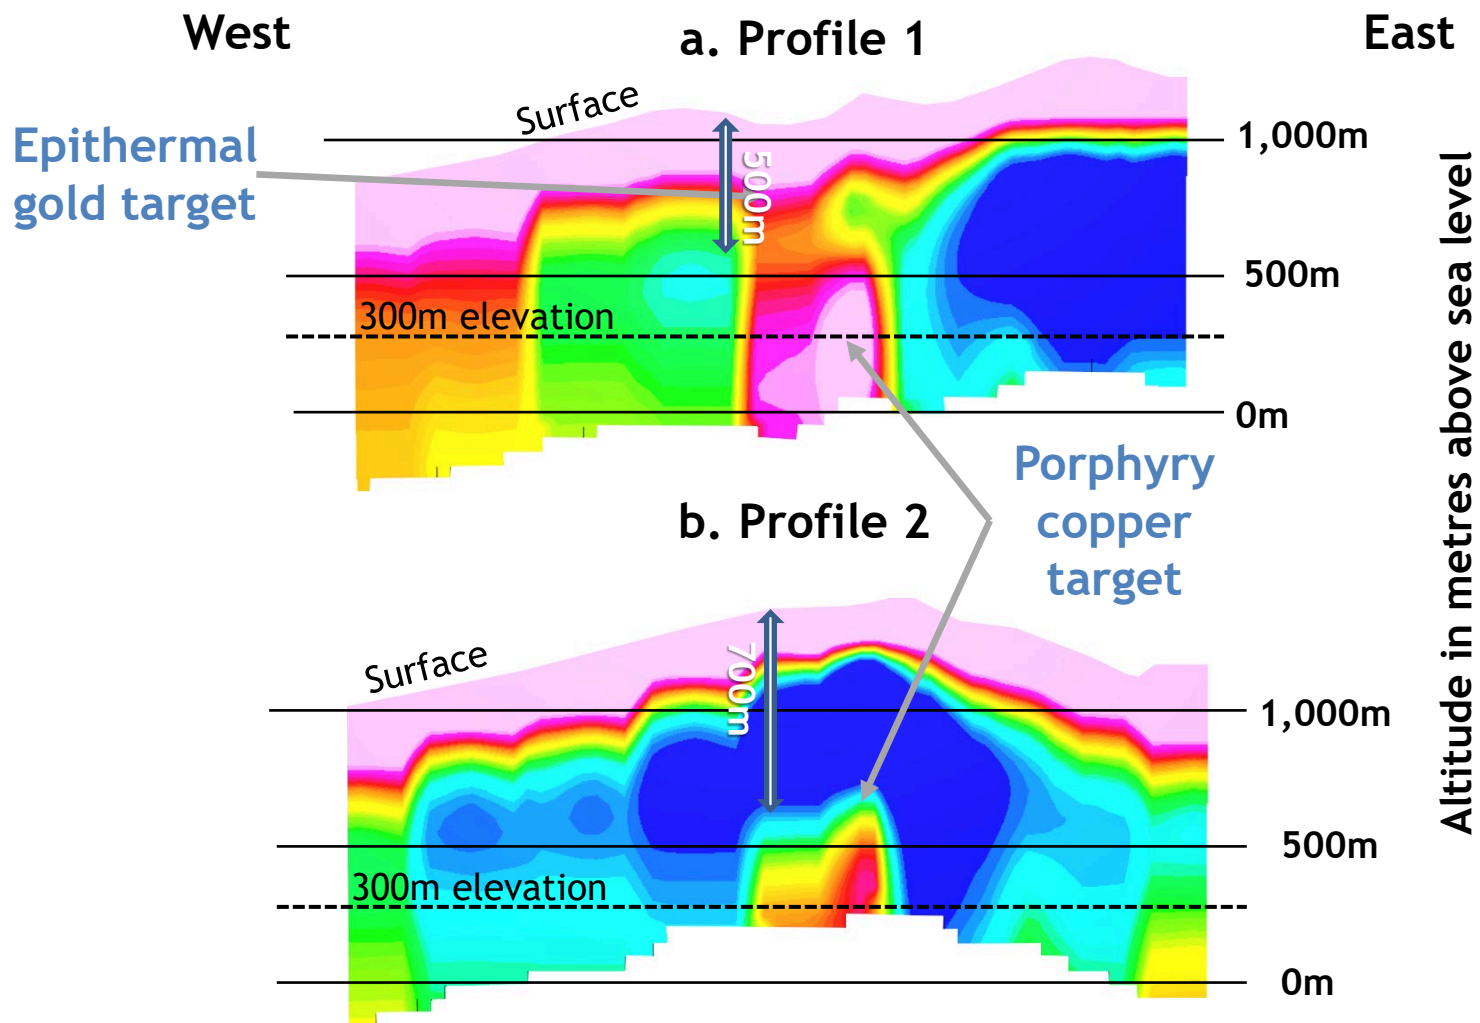 West
a. Profile 1
East
Surface
Epithermal
gold target
500m
1,000m
500m
300m elevation
0m
Altitude in metres above sea level
Porphyry
copper
target
b. Profile 2
Surface
700m
1,000m
500m
300m elevation
0m